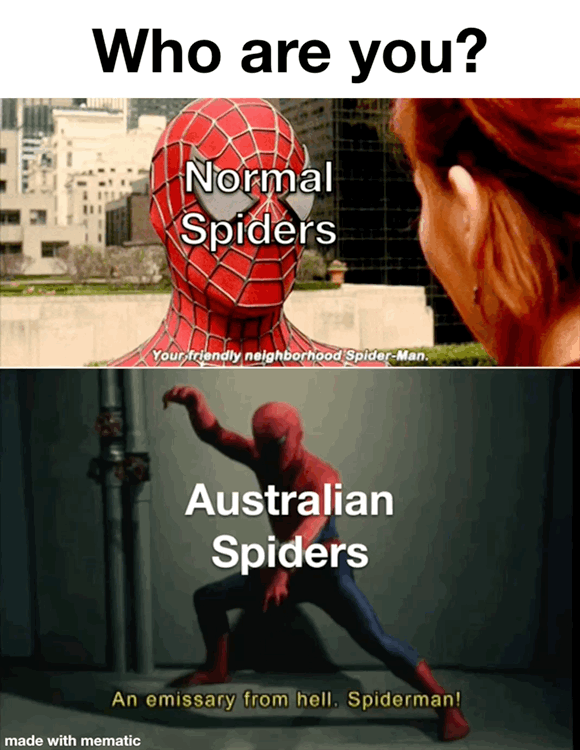 Who are you?
Normal
Spiders
Your friendly neighborhood Spider-Man.
Australian
Spiders
An emissary from hell. Spiderman!
made with mematic